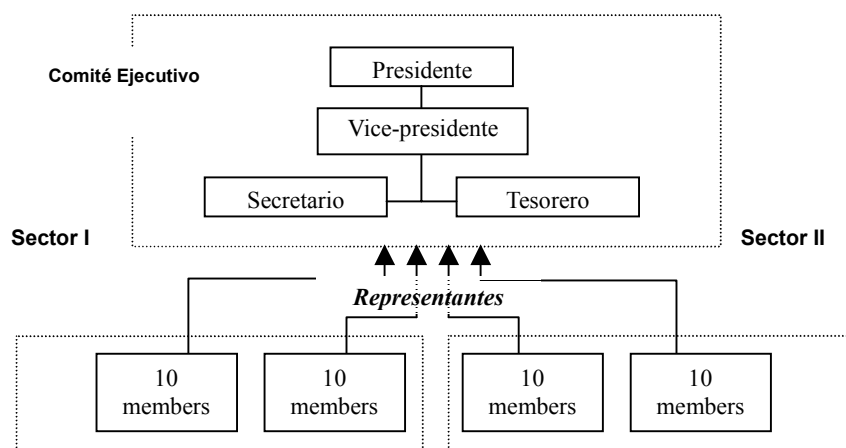 Comité Ejecutivo
Presidente
Vice-presidente
Secretario
Tesorero
Sector I
Sector II
Representantes
10
members
10
members
10
members
10
members